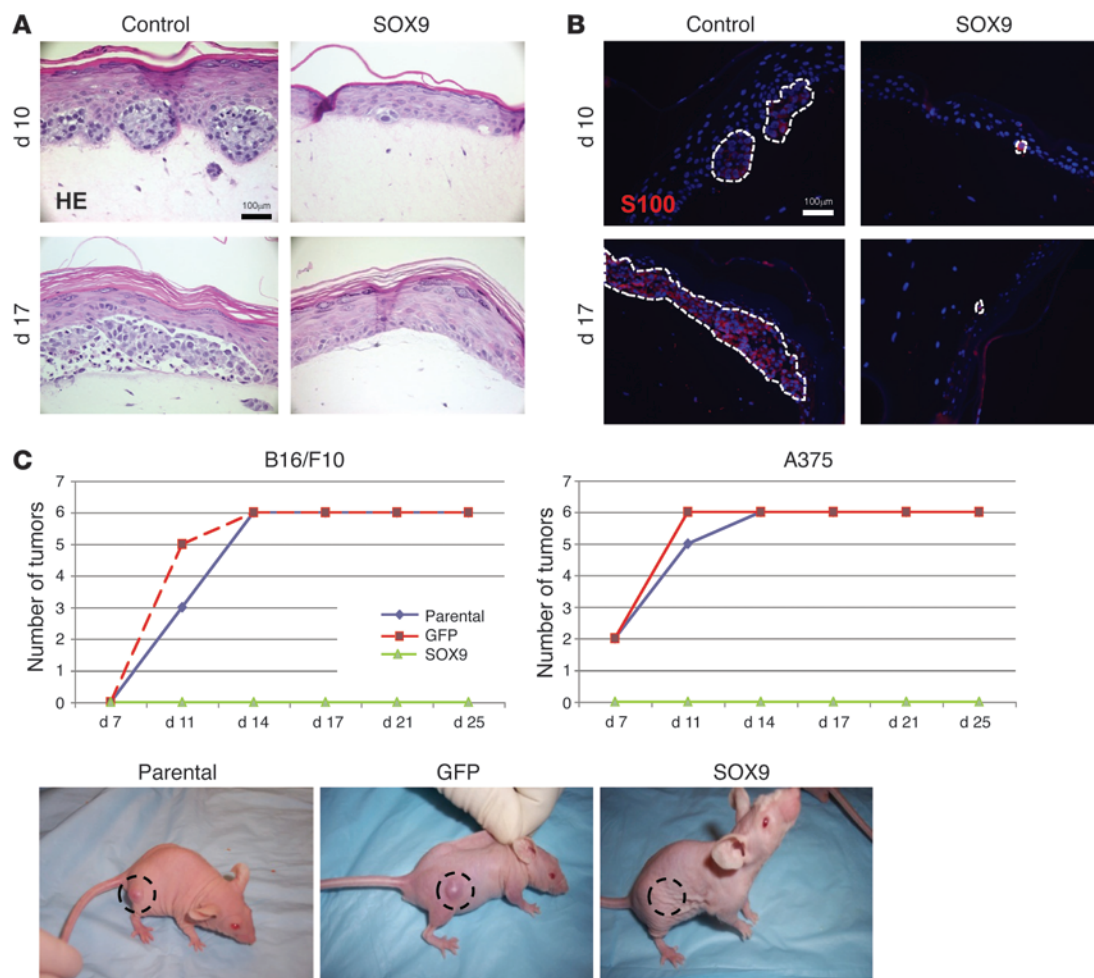 A
Control
SOX9
B
Control
SOX9
d 10
HE
100µm
d 10
S100
100µm
d 17
d 17
C
B16/F10
A375
Number of tumors
7
6
5
4
3
2
1
0
Parental
GFP
SOX9
d 7
d 11
d 14
d 17
d 21
d 25
Number of tumors
7
6
5
4
3
2
1
0
d 7
d 11
d 14
d 17
d 21
d 25
Parental
GFP
SOX9